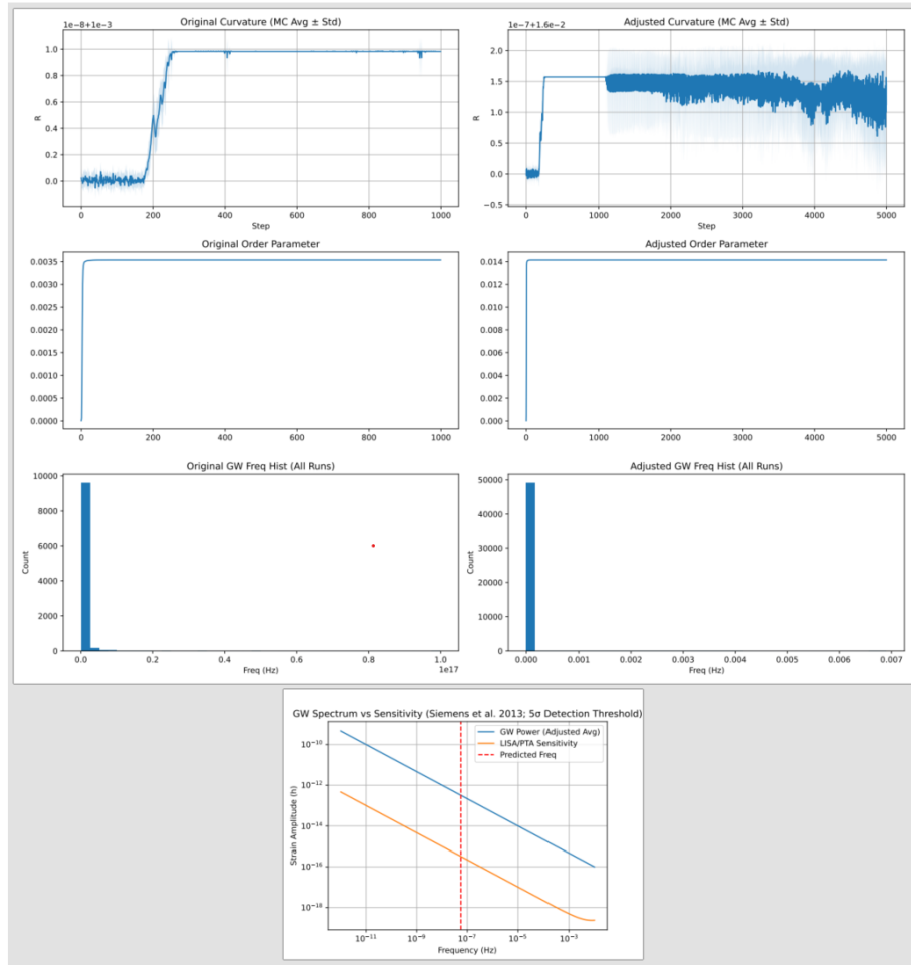 Original Curvature (MC Avg ± Std)
1e−8+1e−3
1.0
0.8
0.6
0.4
0.2
0.0
R
0 200 400 600 800 1000
Step
Adjusted Curvature (MC Avg ± Std)
1e−7+1.6e−2
2.0
1.5
1.0
0.5
0.0
−0.5
R
0 1000 2000 3000 4000 5000
Step
Original Order Parameter
0.0035
0.0030
0.0025
0.0020
0.0015
0.0010
0.0005
0.0000
0 200 400 600 800 1000
Adjusted Order Parameter
0.014
0.012
0.010
0.008
0.006
0.004
0.002
0.000
0 1000 2000 3000 4000 5000
Original GW Freq Hist (All Runs)
10000
8000
6000
4000
2000
0
Count
0.0 0.2 0.4 0.6 0.8 1.0
Freq (Hz)
1e17
Adjusted GW Freq Hist (All Runs)
50000
40000
30000
20000
10000
0
Count
0.000 0.001 0.002 0.003 0.004 0.005 0.006 0.007
Freq (Hz)
GW Spectrum vs Sensitivity (Siemens et al. 2013; 5σ Detection Threshold)
GW Power (Adjusted Avg)
LISA/PTA Sensitivity
Predicted Freq
10⁻¹⁰
10⁻¹²
10⁻¹⁴
10⁻¹⁶
10⁻¹⁸
Strain Amplitude (h)
10⁻¹¹ 10⁻⁹ 10⁻⁷ 10⁻⁵ 10⁻³
Frequency (Hz)